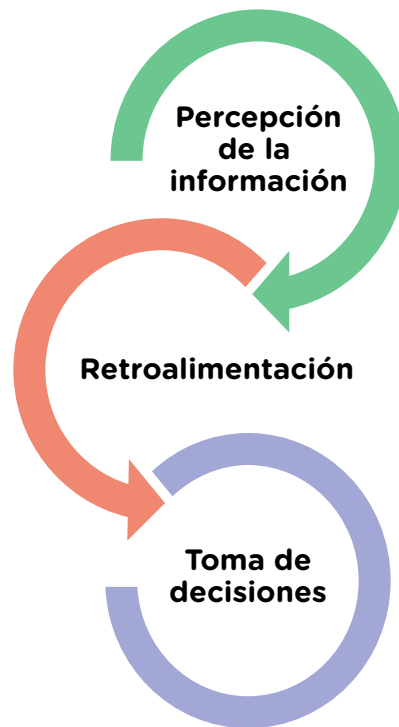 Percepción
de la
información
Retroalimentación
Toma de
decisiones